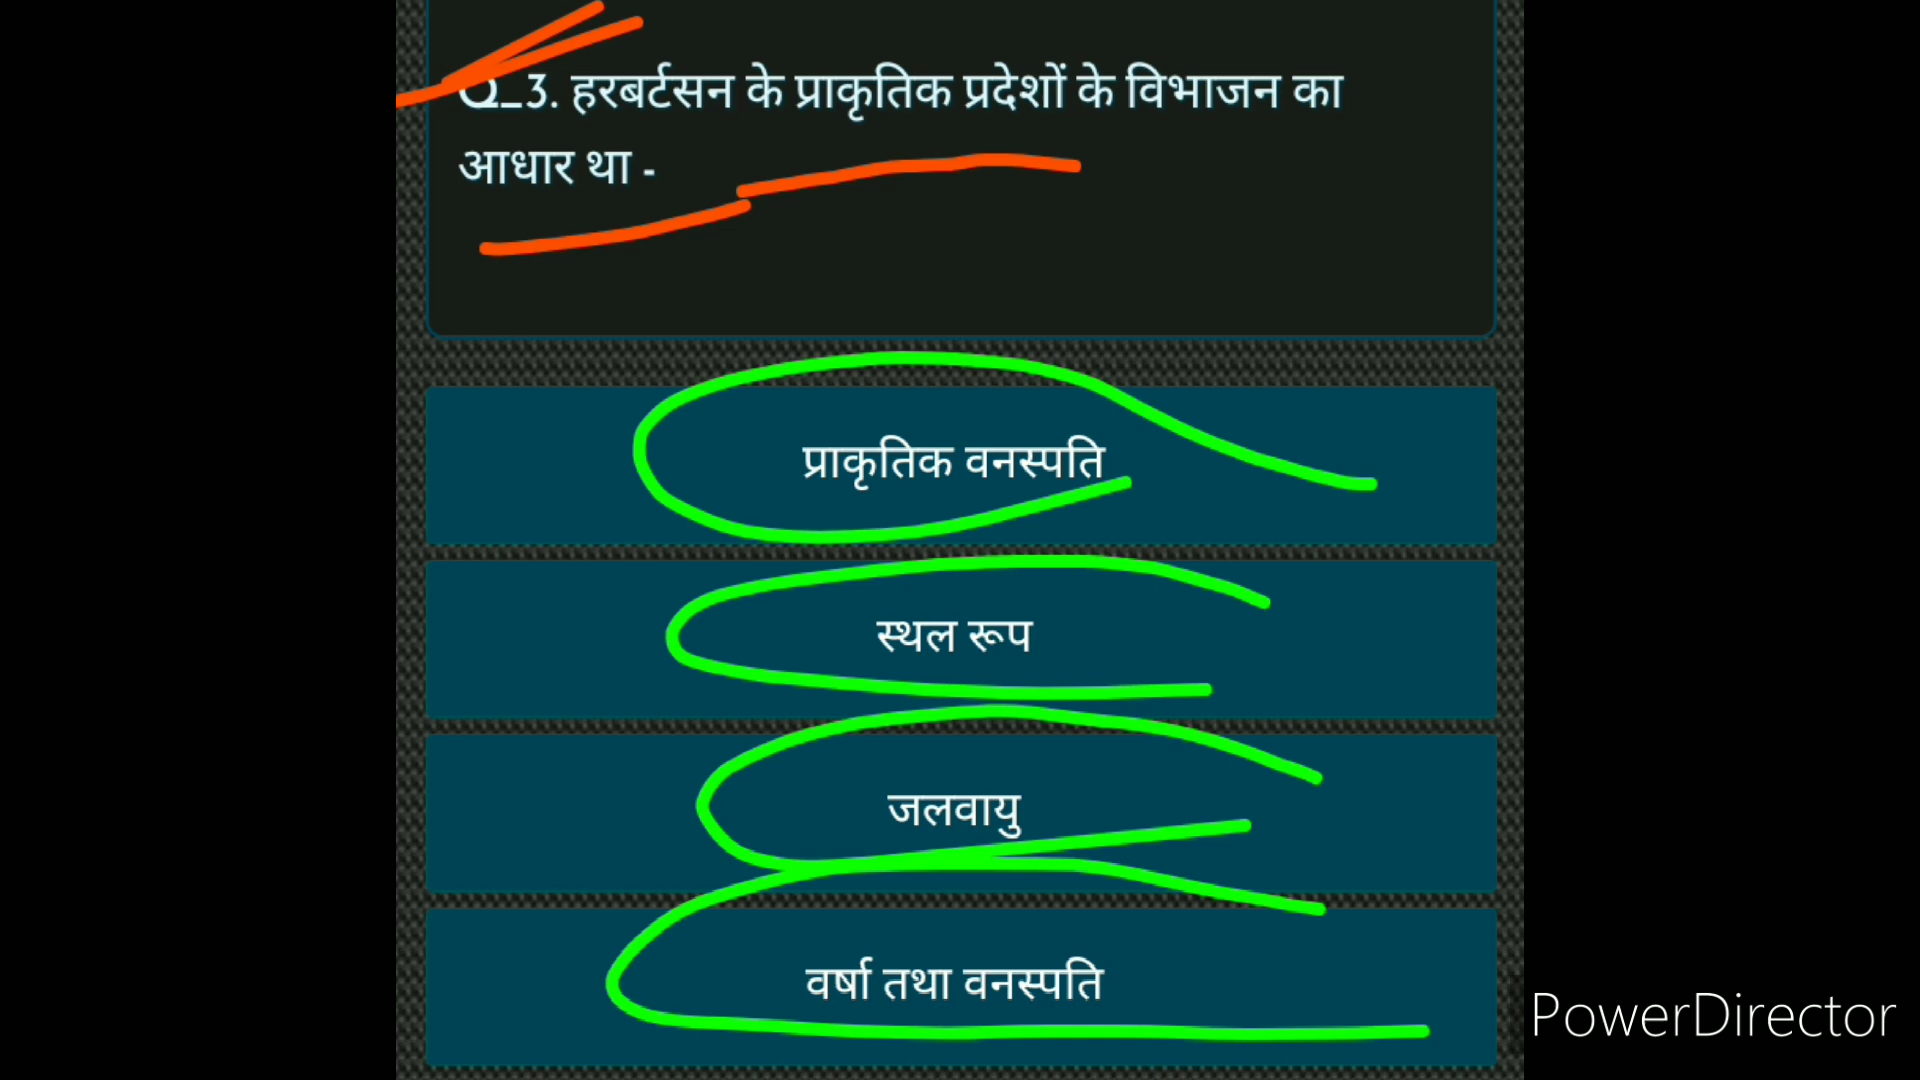 Q_3. हरबर्टसन के प्राकृतिक प्रदेशों के विभाजन का
आधार था -
प्राकृतिक वनस्पति
स्थल रूप
जलवायु
वर्षा तथा वनस्पति
PowerDirector